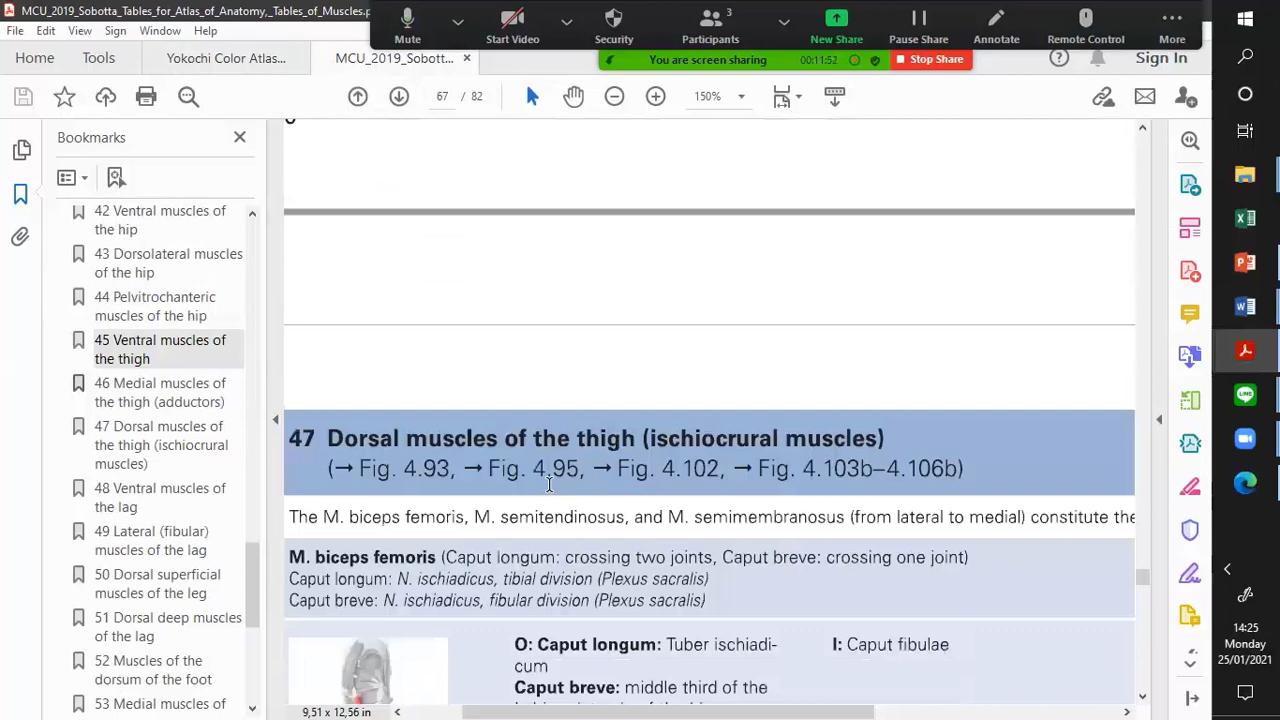 MCU_2019_Sobotta_Tables_for_Atlas_of_Anatomy,_Tables_of_Muscles.p
File Edit View Sign Window Help
Mute
Start Video
Security
3
Participants
New Share
Pause Share
Annotate
Remote Control
More
You are screen sharing
00:11:52
Stop Share
Home
Tools
Yokochi Color Atlas...
MCU_2019_Sobott...
Sign In
67 / 82
150%
Bookmarks
42 Ventral muscles of
the hip
43 Dorsolateral muscles
of the hip
44 Pelvitrochanteric
muscles of the hip
45 Ventral muscles of
the thigh
46 Medial muscles of
the thigh (adductors)
47 Dorsal muscles of
the thigh (ischiocrural
muscles)
48 Ventral muscles of
the lag
49 Lateral (fibular)
muscles of the lag
50 Dorsal superficial
muscles of the leg
51 Dorsal deep muscles
of the lag
52 Muscles of the
dorsum of the foot
53 Medial muscles of
47 Dorsal muscles of the thigh (ischiocrural muscles)
(→ Fig. 4.93, → Fig. 4.95, → Fig. 4.102, → Fig. 4.103b–4.106b)
The M. biceps femoris, M. semitendinosus, and M. semimembranosus (from lateral to medial) constitute the
M. biceps femoris (Caput longum: crossing two joints, Caput breve: crossing one joint)
Caput longum: N. ischiadicus, tibial division (Plexus sacralis)
Caput breve: N. ischiadicus, fibular division (Plexus sacralis)
O: Caput longum: Tuber ischiadi-
cum
Caput breve: middle third of the
I: Caput fibulae
9,51 x 12,56 in
14:25
Monday
25/01/2021